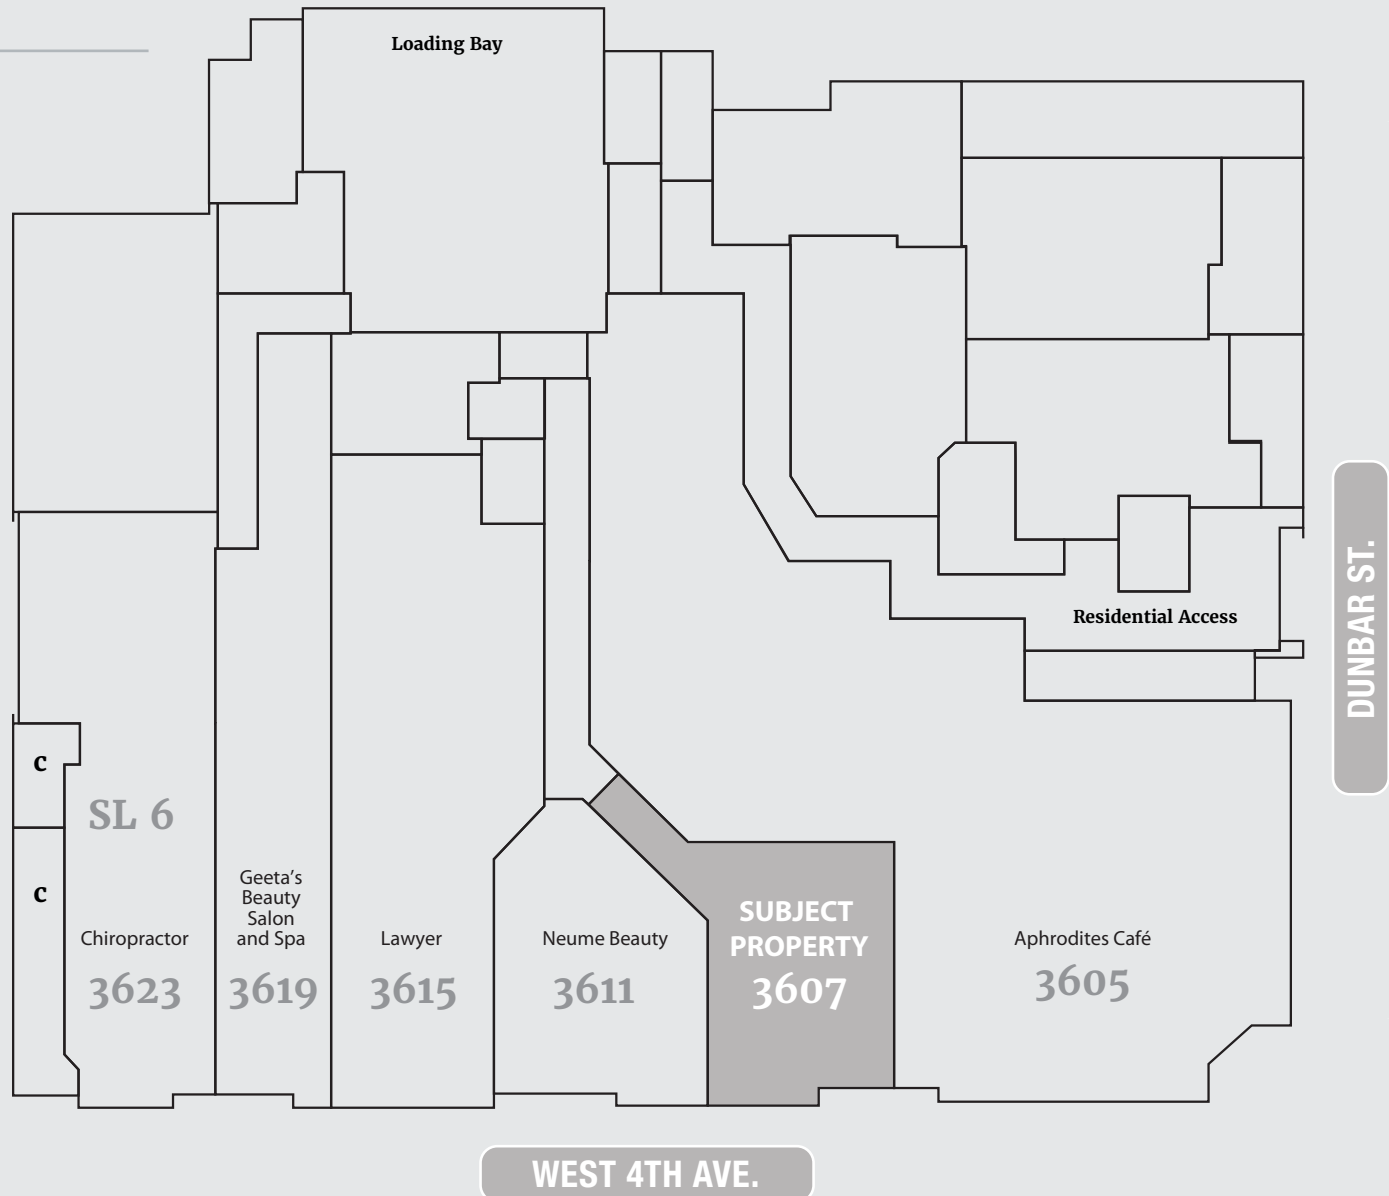 Loading Bay
DUNBAR ST.
Residential Access
c
SL 6
c
Geeta's
Beauty
Salon
and Spa
Chiropractor
Lawyer
Neume Beauty
SUBJECT
PROPERTY
Aphrodites Café
3623
3619
3615
3611
3607
3605
WEST 4TH AVE.